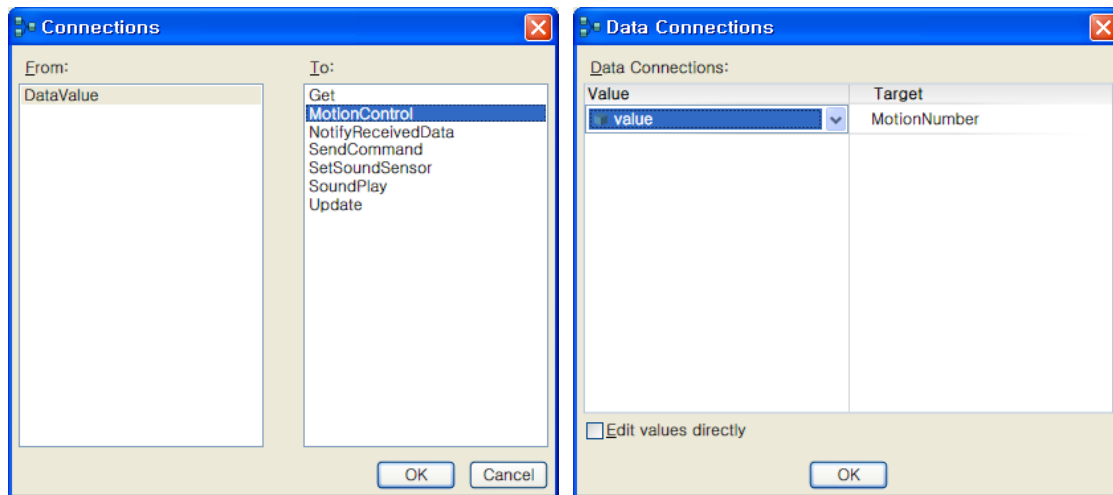 Connections
From:
To:
DataValue
Get
MotionControl
NotifyReceivedData
SendCommand
SetSoundSensor
SoundPlay
Update
OK
Cancel
Data Connections
Data Connections:
Value
Target
value
MotionNumber
Edit values directly
OK